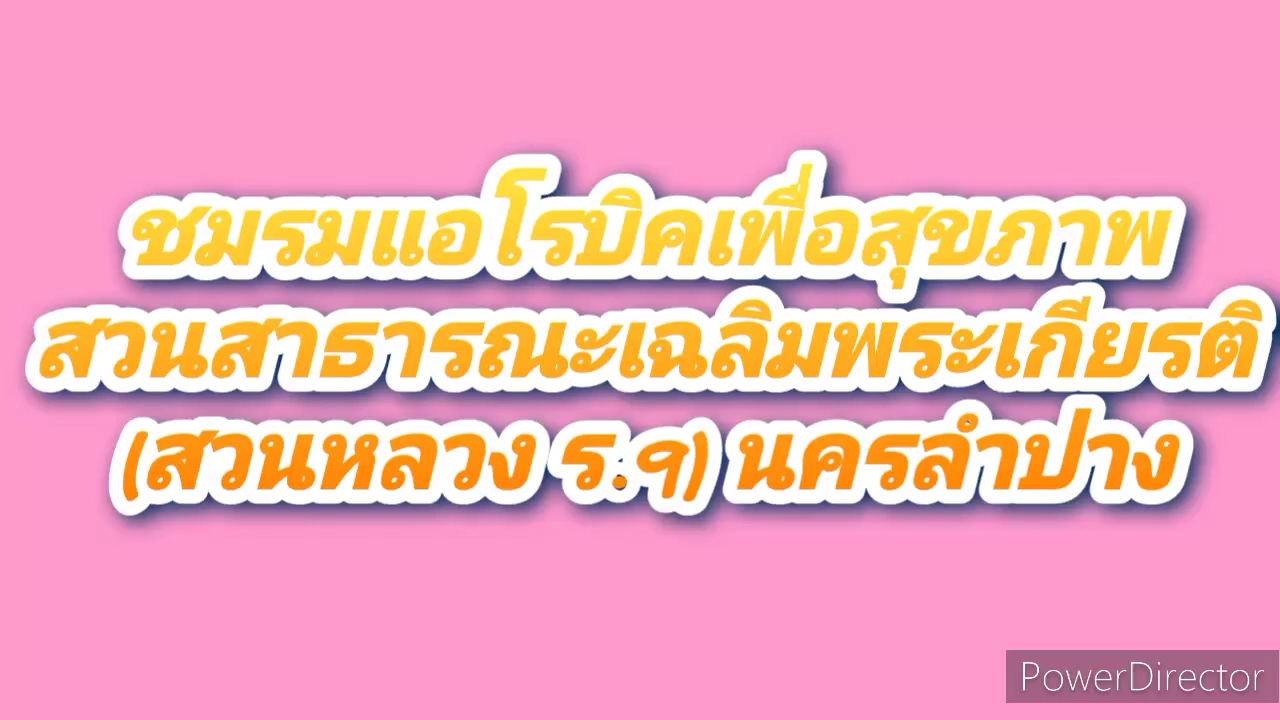 ชมรมแอโรบิคเพื่อสุขภาพ
สวนสาธารณะเฉลิมพระเกียรติ
(สวนหลวง ร.ๆ) นครลำปาง
PowerDirector